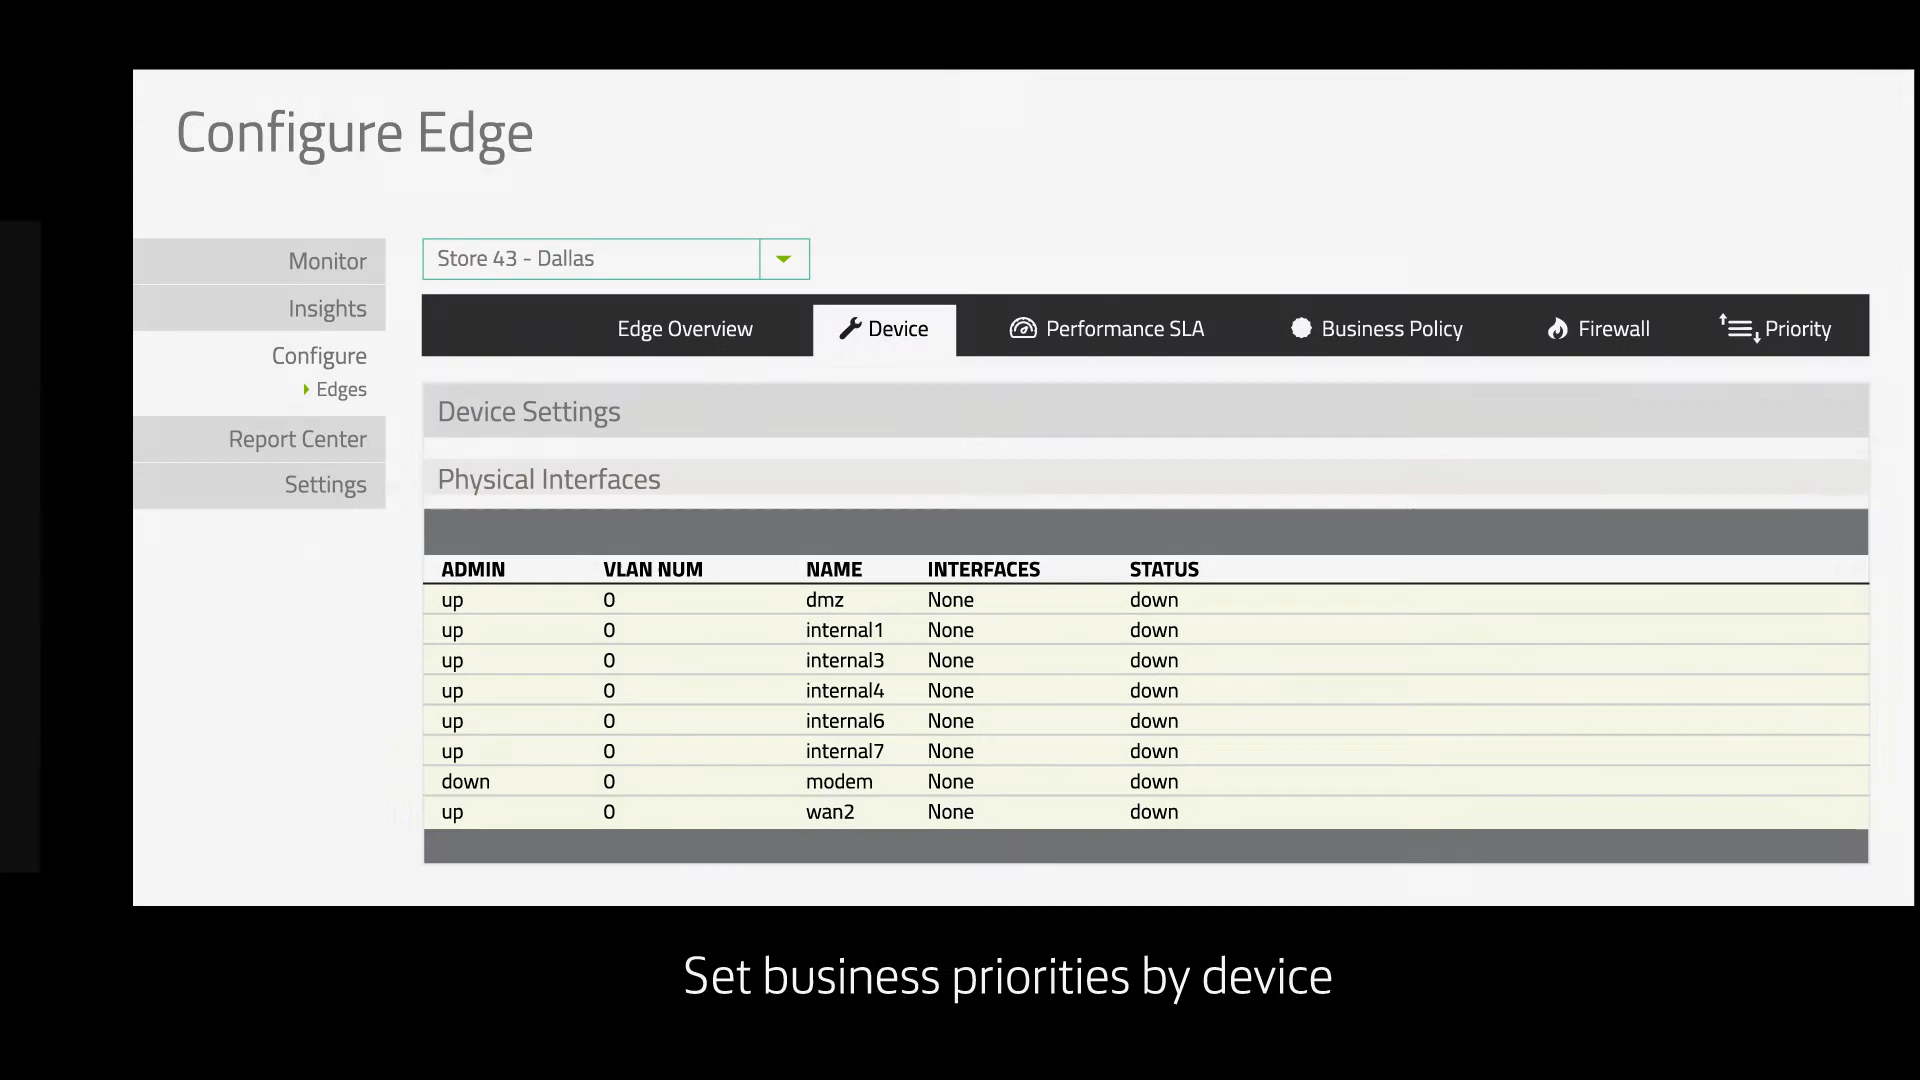 Configure Edge
Monitor
Insights
Configure
Edges
Report Center
Settings
Store 43 - Dallas
Edge Overview Device Performance SLA Business Policy Firewall Priority
Device Settings
Physical Interfaces
ADMIN VLAN NUM NAME INTERFACES STATUS
up 0 dmz None down
up 0 internal1 None down
up 0 internal3 None down
up 0 internal4 None down
up 0 internal6 None down
up 0 internal7 None down
down 0 modem None down
up 0 wan2 None down
Set business priorities by device